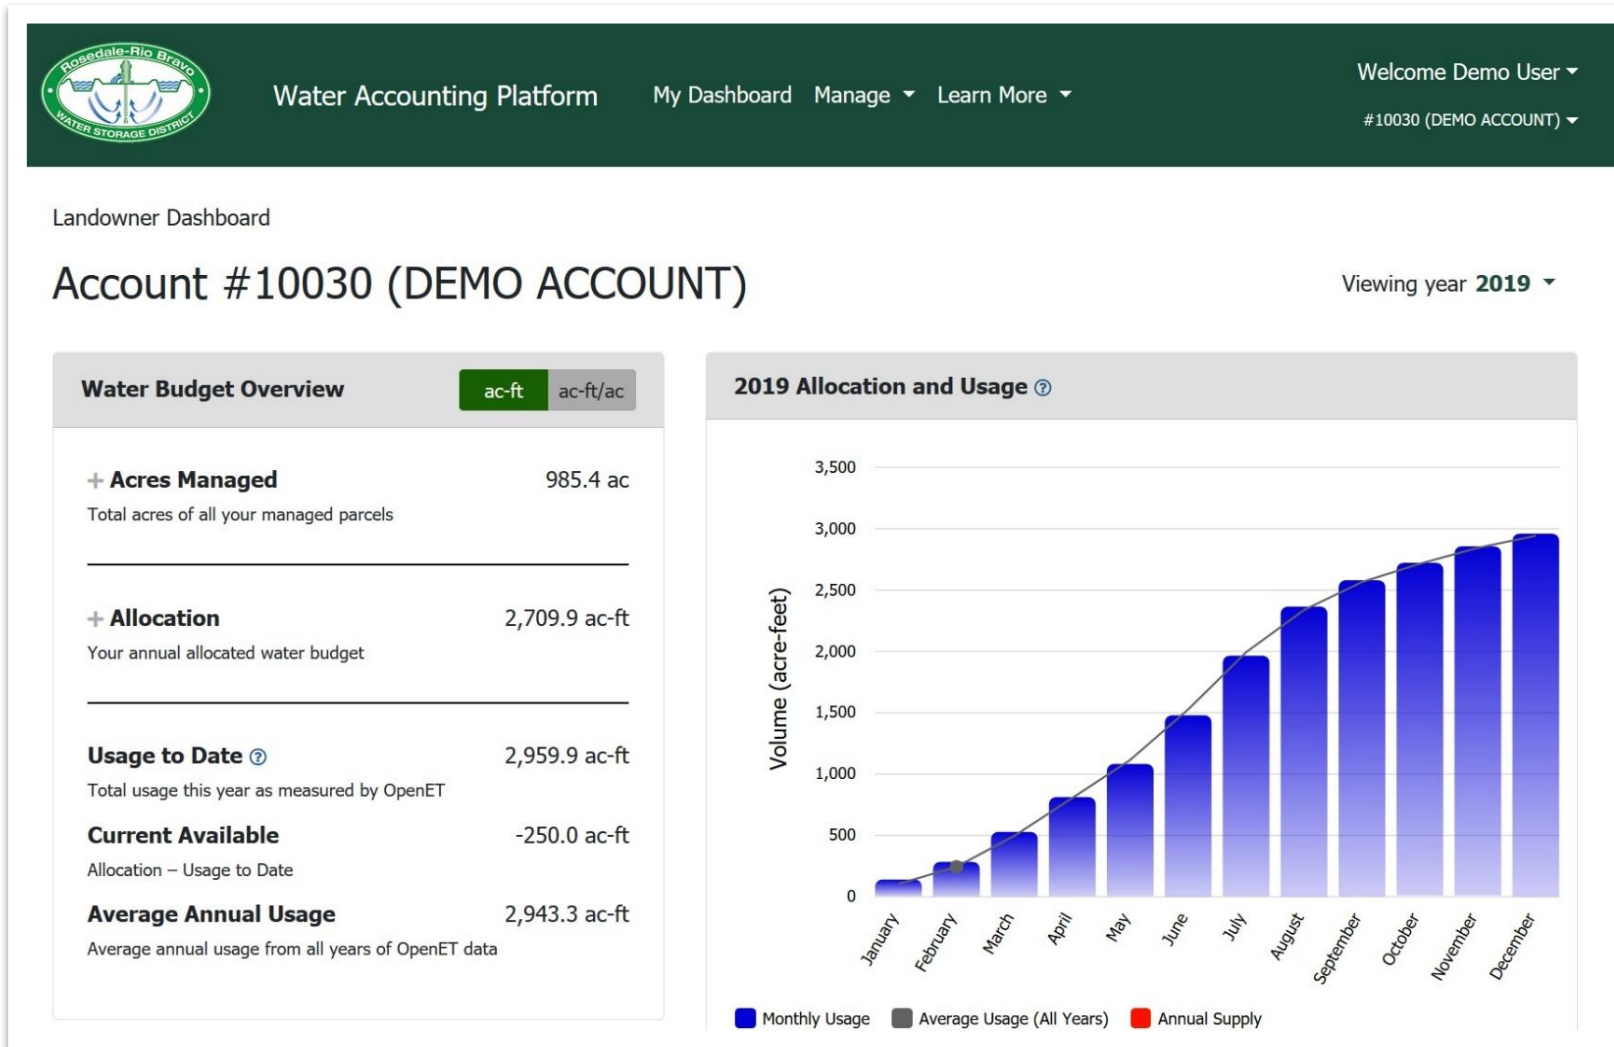 Rosedale-Rio Bravo
WATER STORAGE DISTRICT
Water Accounting Platform
My Dashboard
Manage
Learn More
Welcome Demo User
#10030 (DEMO ACCOUNT)
Landowner Dashboard
Account #10030 (DEMO ACCOUNT)
Viewing year 2019
Water Budget Overview
ac-ft
ac-ft/ac
+ Acres Managed 985.4 ac
Total acres of all your managed parcels
+ Allocation 2,709.9 ac-ft
Your annual allocated water budget
Usage to Date ? 2,959.9 ac-ft
Total usage this year as measured by OpenET
Current Available -250.0 ac-ft
Allocation – Usage to Date
Average Annual Usage 2,943.3 ac-ft
Average annual usage from all years of OpenET data
2019 Allocation and Usage ?
Volume (acre-feet)
3,500
3,000
2,500
2,000
1,500
1,000
500
0
January
February
March
April
May
June
July
August
September
October
November
December
Monthly Usage
Average Usage (All Years)
Annual Supply